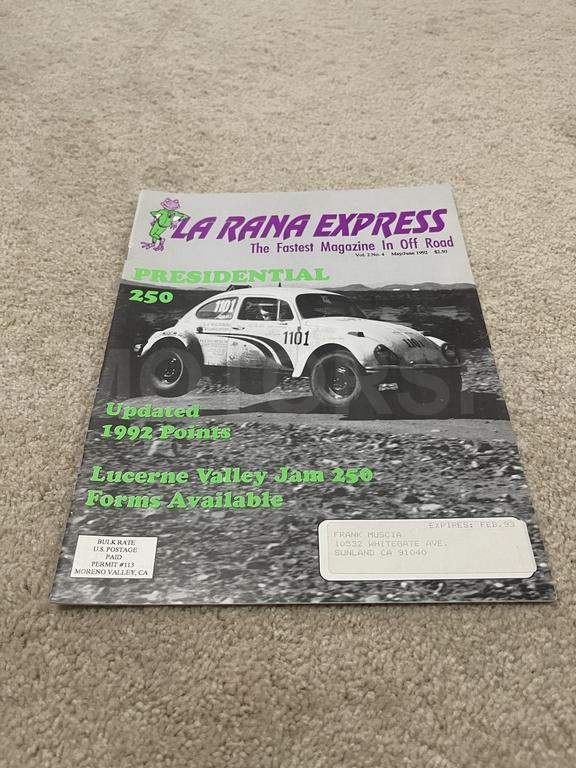 LA RANA EXPRESS
The Fastest Magazine In Off Road
Vol. 2 No. 4 May/June 1992 $2.50
PRESIDENTIAL
250
1101
1101
1101
MOTORS
Updated
1992 Points
Lucerne Valley Jam 250
Forms Available
BULK RATE
U.S. POSTAGE
PAID
PERMIT #113
MORENO VALLEY, CA
EXPIRES: FEB.93
FRANK MUSCIA
10532 WHITEGATE AVE.
SUNLAND CA 91040